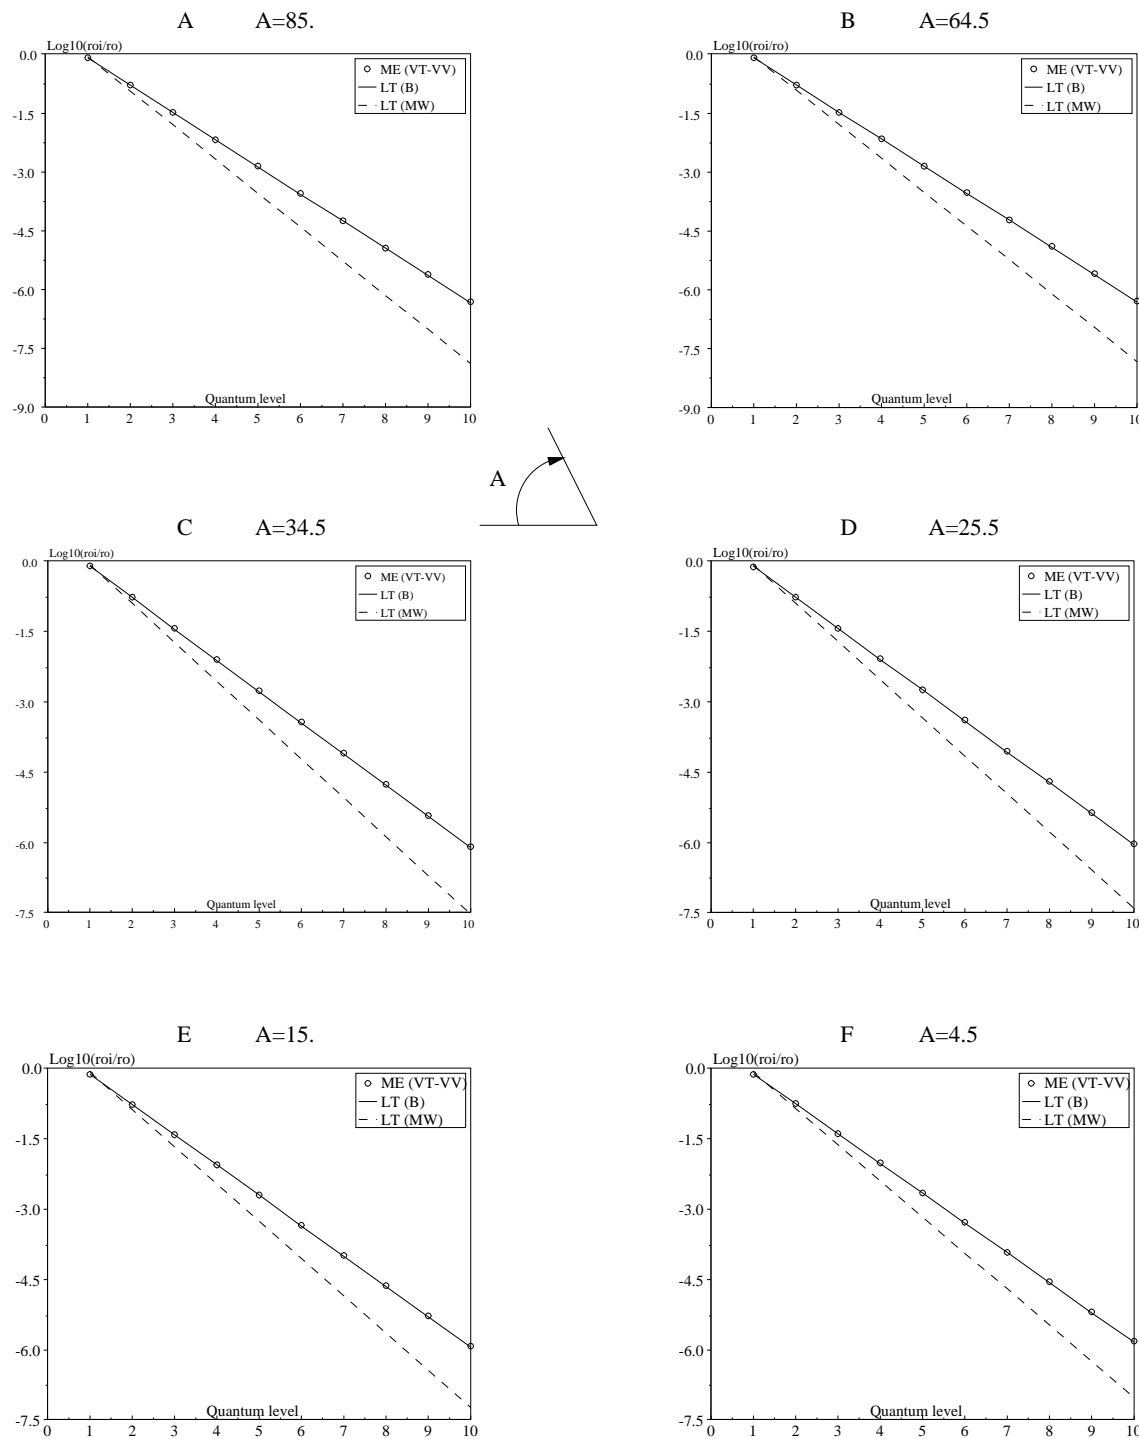 A A=85.
Log10(roi/ro)
ME (VT-VV)
LT (B)
LT (MW)
0.0
-1.5
-3.0
-4.5
-6.0
-7.5
-9.0
Quantum level
0 1 2 3 4 5 6 7 8 9 10
B A=64.5
Log10(roi/ro)
ME (VT-VV)
LT (B)
LT (MW)
0.0
-1.5
-3.0
-4.5
-6.0
-7.5
-9.0
Quantum level
0 1 2 3 4 5 6 7 8 9 10
A
C A=34.5
Log10(roi/ro)
ME (VT-VV)
LT (B)
LT (MW)
0.0
-1.5
-3.0
-4.5
-6.0
-7.5
Quantum level
0 1 2 3 4 5 6 7 8 9 10
D A=25.5
Log10(roi/ro)
ME (VT-VV)
LT (B)
LT (MW)
0.0
-1.5
-3.0
-4.5
-6.0
-7.5
Quantum level
0 1 2 3 4 5 6 7 8 9 10
E A=15.
Log10(roi/ro)
ME (VT-VV)
LT (B)
LT (MW)
0.0
-1.5
-3.0
-4.5
-6.0
-7.5
Quantum level
0 1 2 3 4 5 6 7 8 9 10
F A=4.5
Log10(roi/ro)
ME (VT-VV)
LT (B)
LT (MW)
0.0
-1.5
-3.0
-4.5
-6.0
-7.5
Quantum level
0 1 2 3 4 5 6 7 8 9 10